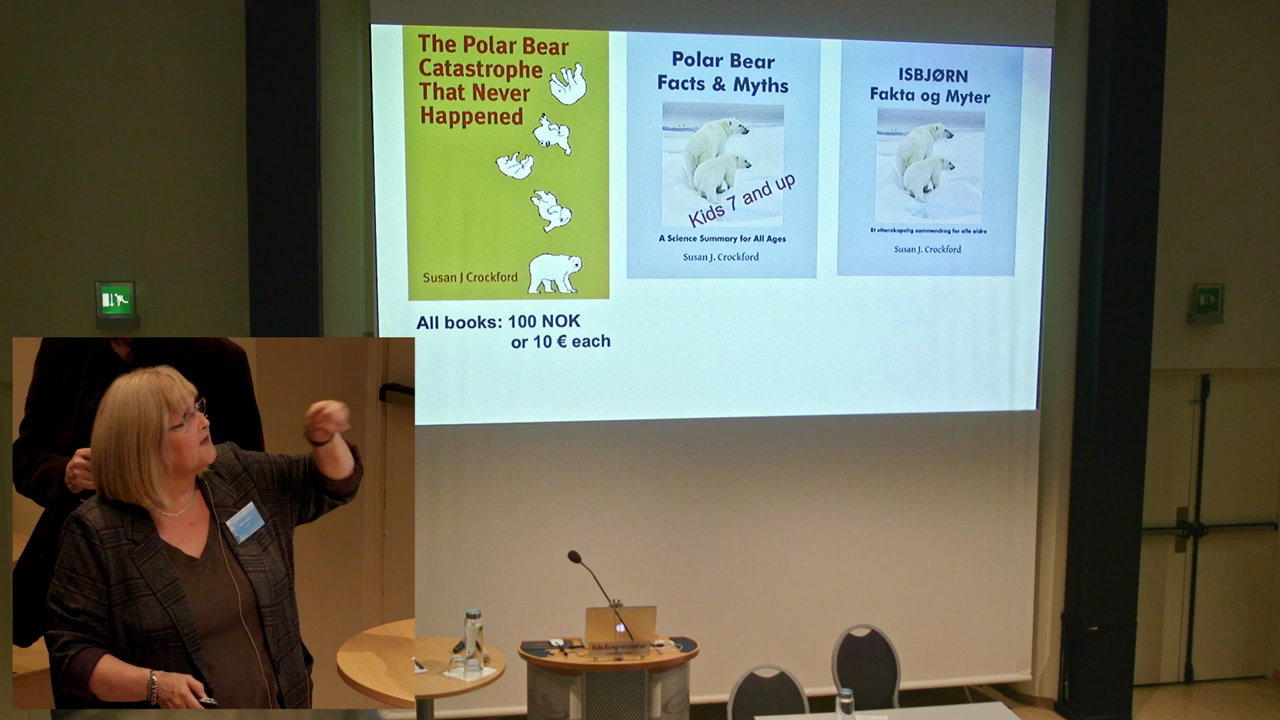 The Polar Bear
Catastrophe
That Never
Happened
Susan J Crockford
Polar Bear
Facts & Myths
Kids 7 and up
A Science Summary for All Ages
Susan J. Crockford
ISBJØRN
Fakta og Myter
Et vitenskapelig sammendrag for alle aldre
Susan J. Crockford
All books: 100 NOK
or 10 € each